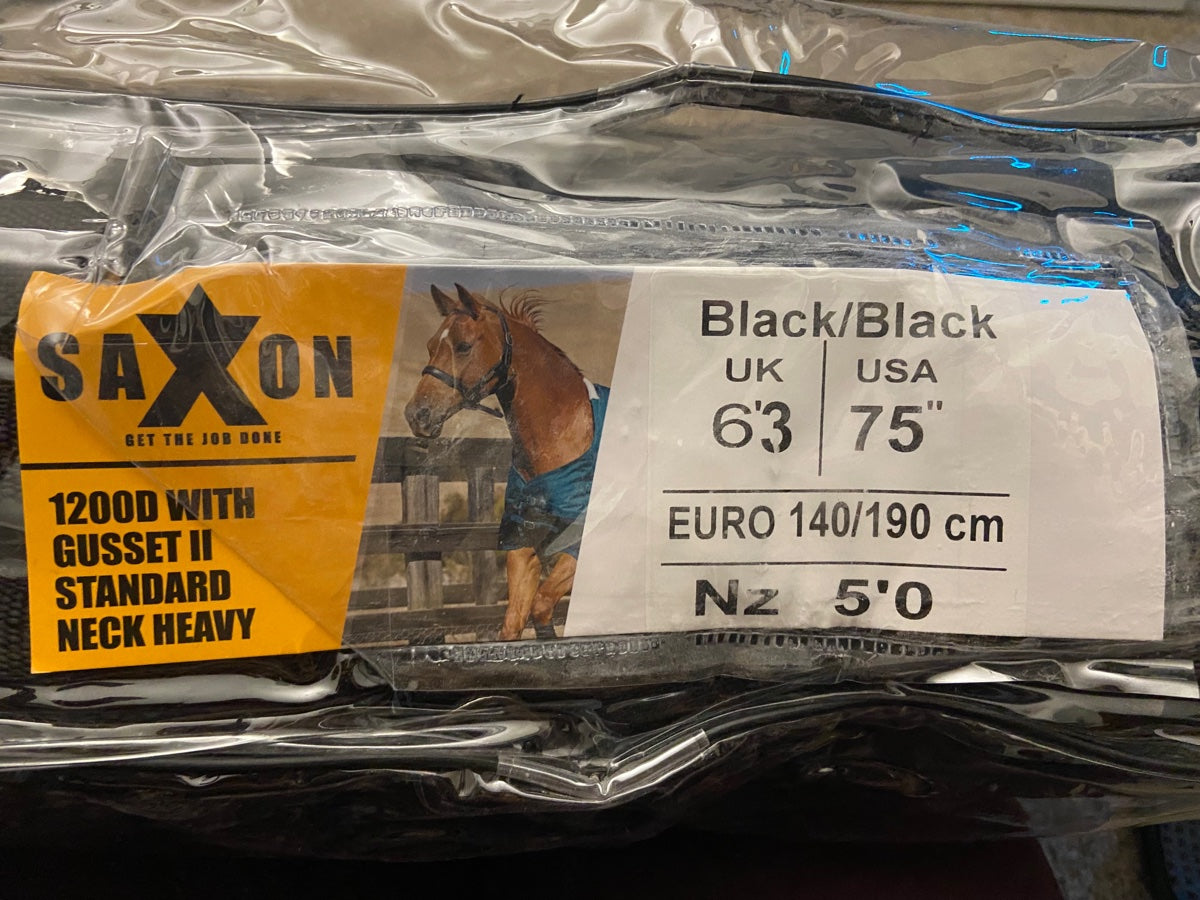 SAXON
GET THE JOB DONE
1200D WITH
GUSSET II
STANDARD
NECK HEAVY
Black/Black
UK USA
6'3 75"
EURO 140/190 cm
Nz 5'0